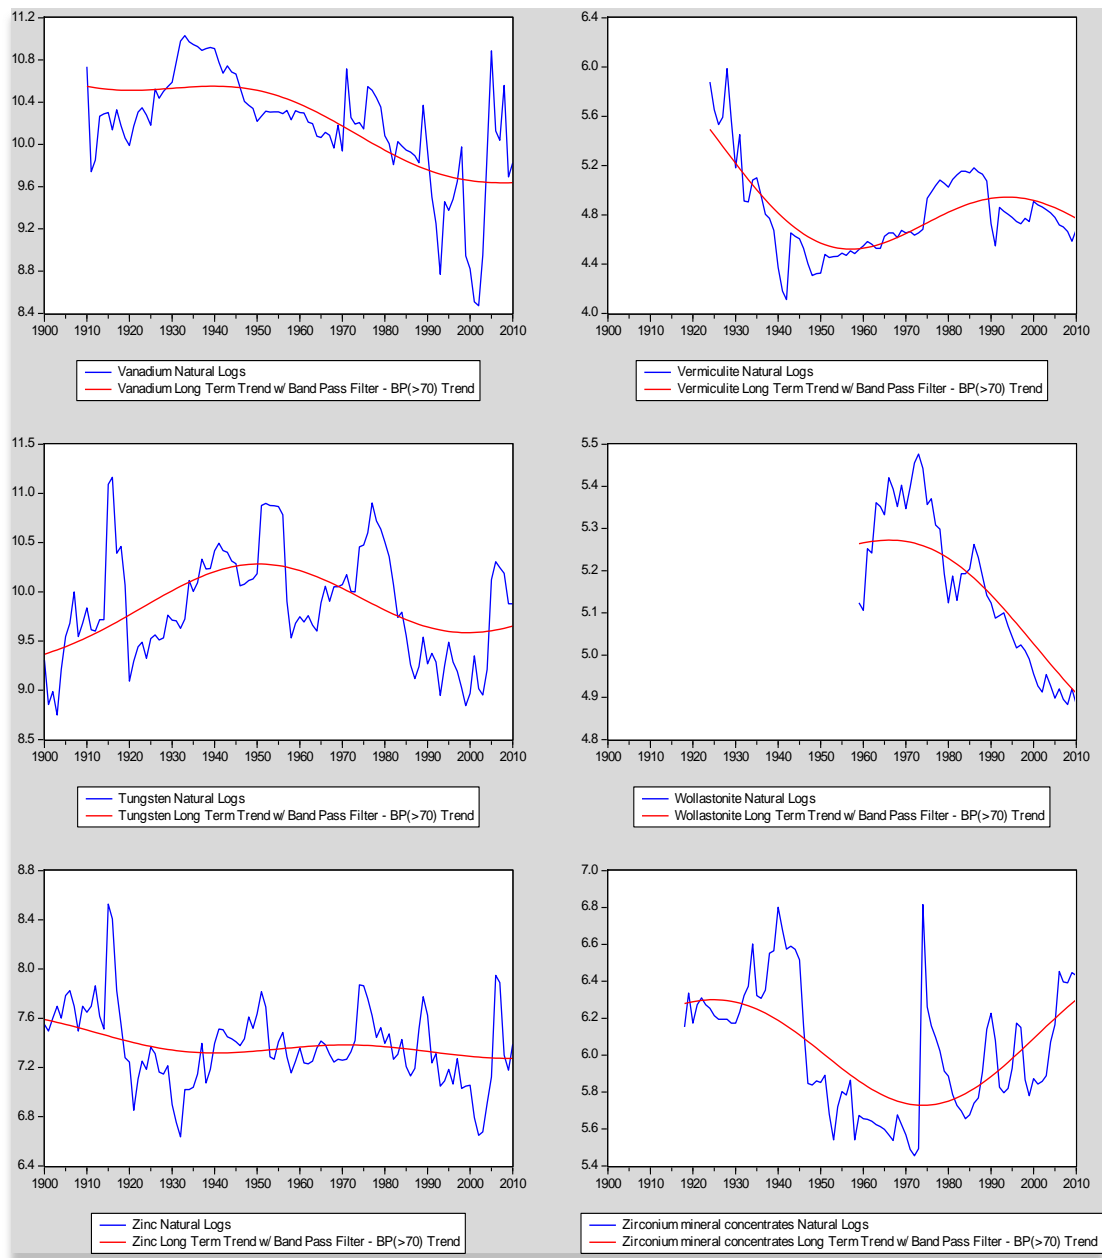 11.2
10.8
10.4
10.0
9.6
9.2
8.8
8.4
1900 1910 1920 1930 1940 1950 1960 1970 1980 1990 2000 2010
Vanadium Natural Logs
Vanadium Long Term Trend w/ Band Pass Filter - BP(>70) Trend
6.4
6.0
5.6
5.2
4.8
4.4
4.0
1900 1910 1920 1930 1940 1950 1960 1970 1980 1990 2000 2010
Vermiculite Natural Logs
Vermiculite Long Term Trend w/ Band Pass Filter - BP(>70) Trend
11.5
11.0
10.5
10.0
9.5
9.0
8.5
1900 1910 1920 1930 1940 1950 1960 1970 1980 1990 2000 2010
Tungsten Natural Logs
Tungsten Long Term Trend w/ Band Pass Filter - BP(>70) Trend
5.5
5.4
5.3
5.2
5.1
5.0
4.9
4.8
1900 1910 1920 1930 1940 1950 1960 1970 1980 1990 2000 2010
Wollastonite Natural Logs
Wollastonite Long Term Trend w/ Band Pass Filter - BP(>70) Trend
8.8
8.4
8.0
7.6
7.2
6.8
6.4
1900 1910 1920 1930 1940 1950 1960 1970 1980 1990 2000 2010
Zinc Natural Logs
Zinc Long Term Trend w/ Band Pass Filter - BP(>70) Trend
7.0
6.8
6.6
6.4
6.2
6.0
5.8
5.6
5.4
1900 1910 1920 1930 1940 1950 1960 1970 1980 1990 2000 2010
Zirconium mineral concentrates Natural Logs
Zirconium mineral concentrates Long Term Trend w/ Band Pass Filter - BP(>70) Trend